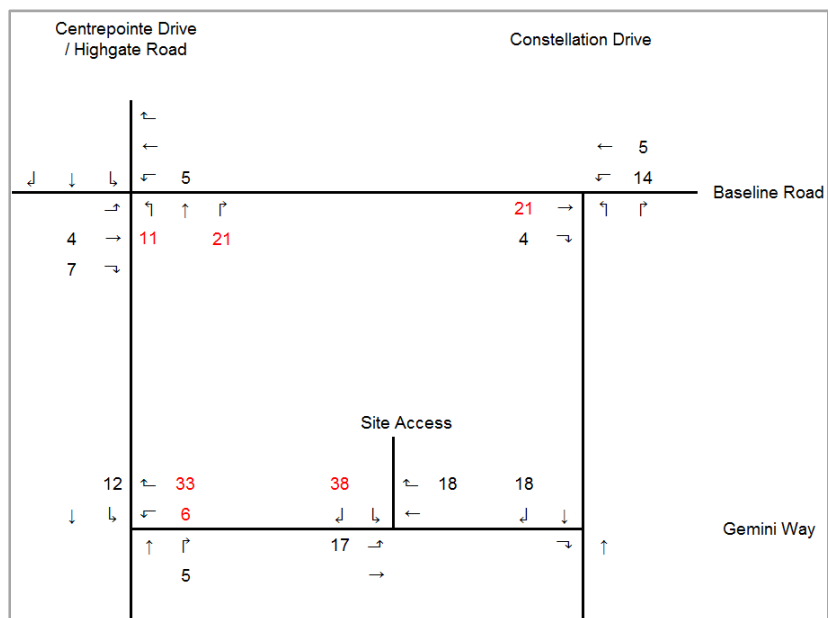 Centrepointe Drive
/ Highgate Road
Constellation Drive
← 5
↲ ↓ ↳ 5 14
Baseline Road
↑ 21 →
4 → 11 21 4
7
Site Access
12 33 38 18 18
↓ 6 ←
Gemini Way
↑ 17 ↑
5 →